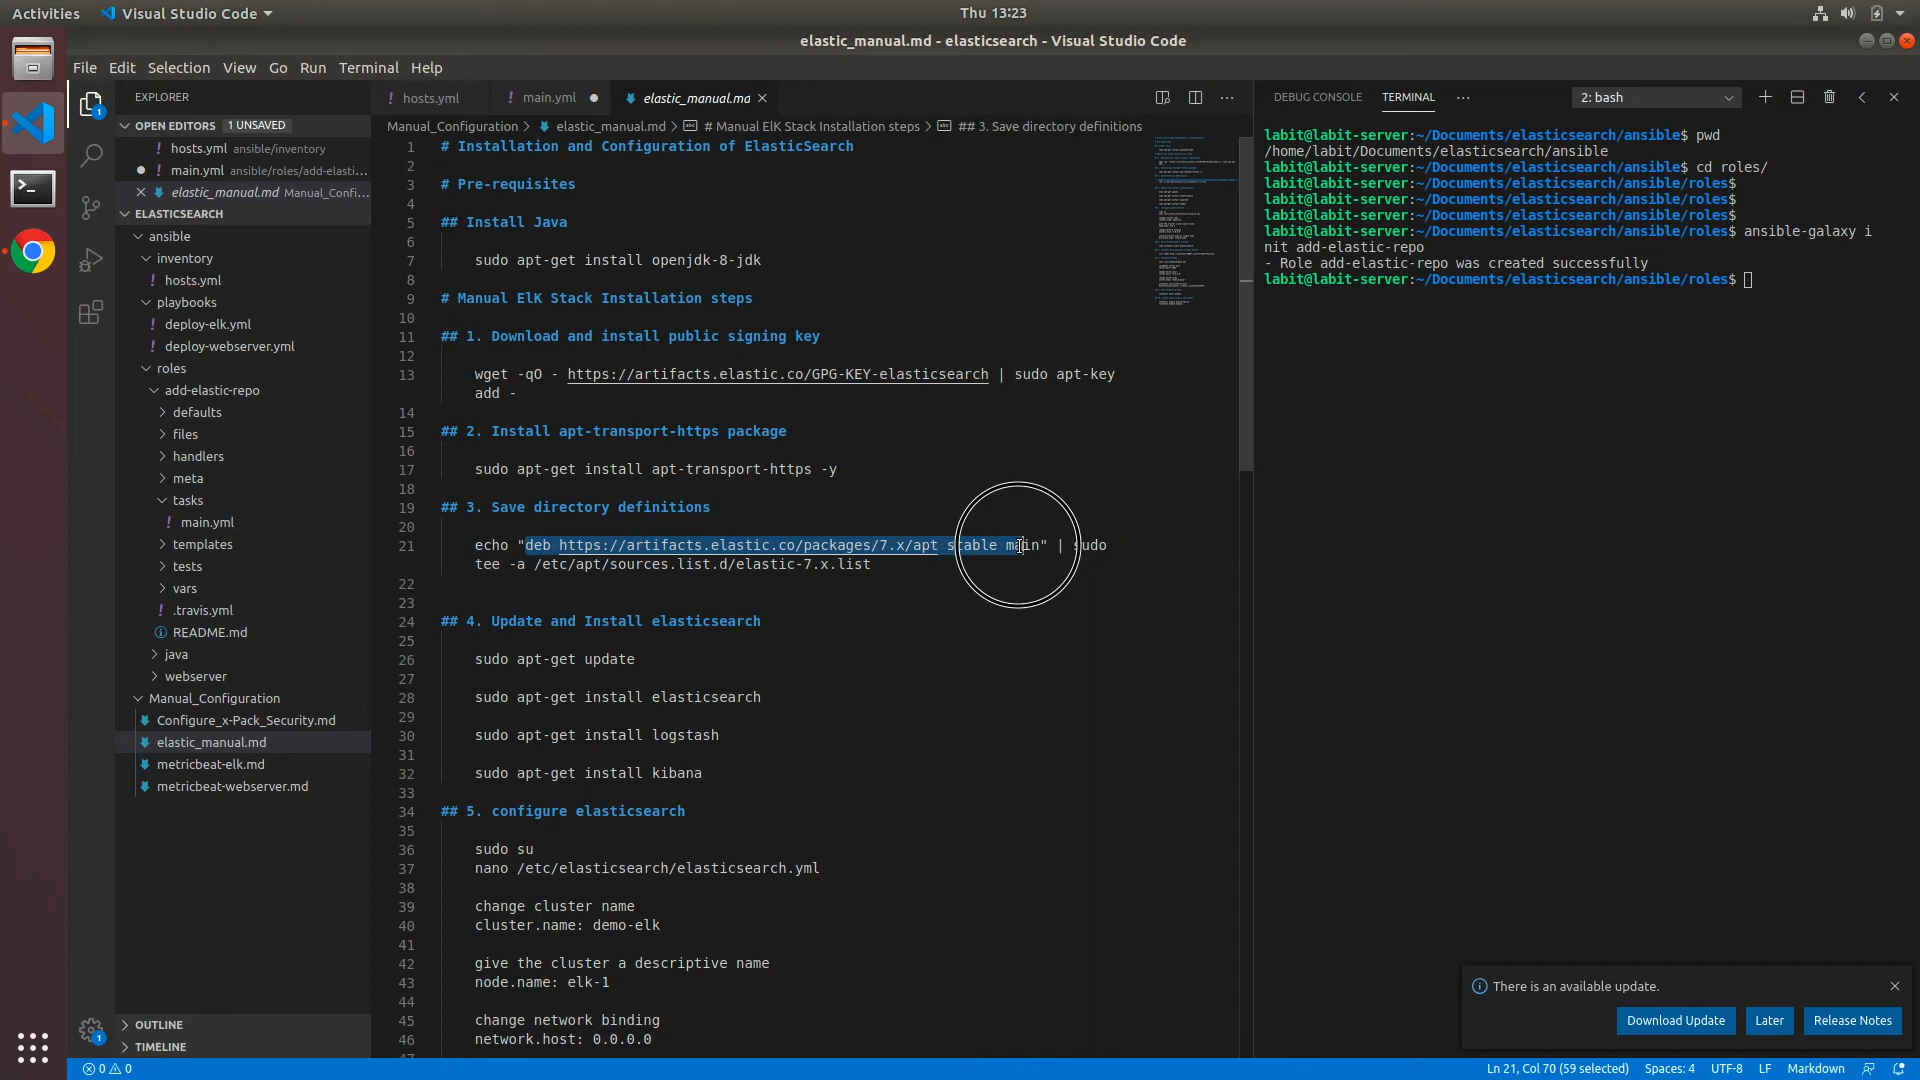 Activities
Visual Studio Code
Thu 13:23
elastic_manual.md - elasticsearch - Visual Studio Code
File Edit Selection View Go Run Terminal Help
EXPLORER
OPEN EDITORS 1 UNSAVED
hosts.yml ansible/inventory
main.yml ansible/roles/add-elasti...
elastic_manual.md Manual_Confi...
ELASTICSEARCH
ansible
inventory
hosts.yml
playbooks
deploy-elk.yml
deploy-webserver.yml
roles
add-elastic-repo
defaults
files
handlers
meta
tasks
main.yml
templates
tests
vars
.travis.yml
README.md
java
webserver
Manual_Configuration
Configure_x-Pack_Security.md
elastic_manual.md
metricbeat-elk.md
metricbeat-webserver.md
OUTLINE
TIMELINE
hosts.yml main.yml elastic_manual.md
Manual_Configuration > elastic_manual.md > # Manual ElK Stack Installation steps > ## 3. Save directory definitions
1 # Installation and Configuration of ElasticSearch
2
3 # Pre-requisites
4
5 ## Install Java
6
7 sudo apt-get install openjdk-8-jdk
8
9 # Manual ElK Stack Installation steps
10
11 ## 1. Download and install public signing key
12
13 wget -qO - https://artifacts.elastic.co/GPG-KEY-elasticsearch | sudo apt-key
add -
14
15 ## 2. Install apt-transport-https package
16
17 sudo apt-get install apt-transport-https -y
18
19 ## 3. Save directory definitions
20
21 echo "deb https://artifacts.elastic.co/packages/7.x/apt stable main" | sudo
tee -a /etc/apt/sources.list.d/elastic-7.x.list
22
23
24 ## 4. Update and Install elasticsearch
25
26 sudo apt-get update
27
28 sudo apt-get install elasticsearch
29
30 sudo apt-get install logstash
31
32 sudo apt-get install kibana
33
34 ## 5. configure elasticsearch
35
36 sudo su
37 nano /etc/elasticsearch/elasticsearch.yml
38
39 change cluster name
40 cluster.name: demo-elk
41
42 give the cluster a descriptive name
43 node.name: elk-1
44
45 change network binding
46 network.host: 0.0.0.0
47
DEBUG CONSOLE TERMINAL 2: bash
labit@labit-server:~/Documents/elasticsearch/ansible$ pwd
/home/labit/Documents/elasticsearch/ansible
labit@labit-server:~/Documents/elasticsearch/ansible$ cd roles/
labit@labit-server:~/Documents/elasticsearch/ansible/roles$
labit@labit-server:~/Documents/elasticsearch/ansible/roles$
labit@labit-server:~/Documents/elasticsearch/ansible/roles$
labit@labit-server:~/Documents/elasticsearch/ansible/roles$ ansible-galaxy i
nit add-elastic-repo
- Role add-elastic-repo was created successfully
labit@labit-server:~/Documents/elasticsearch/ansible/roles$
There is an available update.
Download Update Later Release Notes
0 0 Ln 21, Col 70 (59 selected) Spaces: 4 UTF-8 LF Markdown